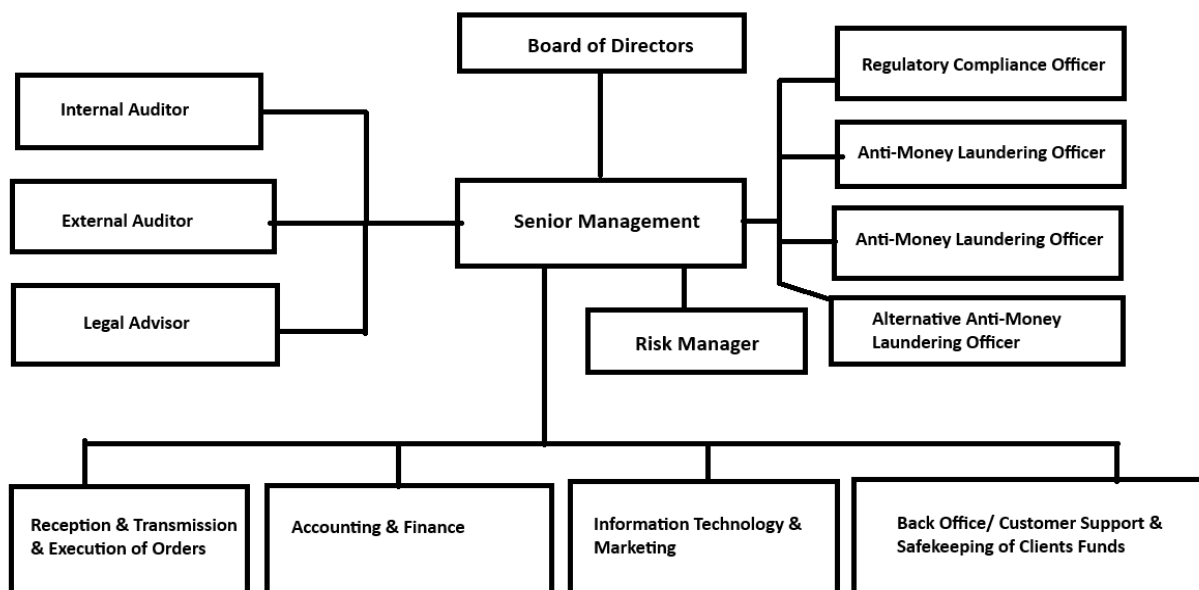 Board of Directors
Regulatory Compliance Officer
Internal Auditor
Anti-Money Laundering Officer
External Auditor
Senior Management
Anti-Money Laundering Officer
Legal Advisor
Risk Manager
Alternative Anti-Money
Laundering Officer
Reception & Transmission
& Execution of Orders
Accounting & Finance
Information Technology &
Marketing
Back Office/ Customer Support &
Safekeeping of Clients Funds